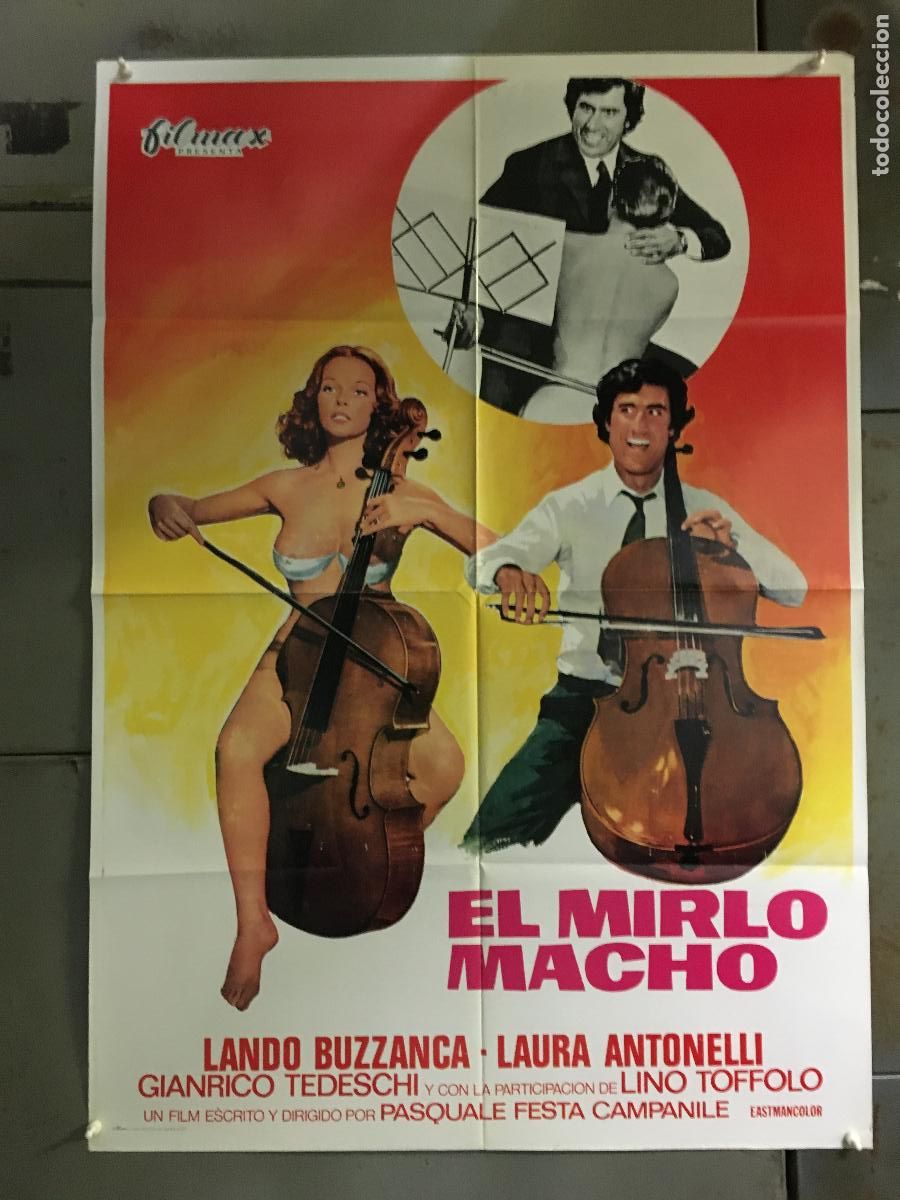 todocoleccion
filmax
PRESENTA
EL MIRLO
MACHO
LANDO BUZZANCA - LAURA ANTONELLI
GIANRICO TEDESCHI Y CON LA PARTICIPACION DE LINO TOFFOLO
UN FILM ESCRITO Y DIRIGIDO POR PASQUALE FESTA CAMPANILE EASTMANCOLOR